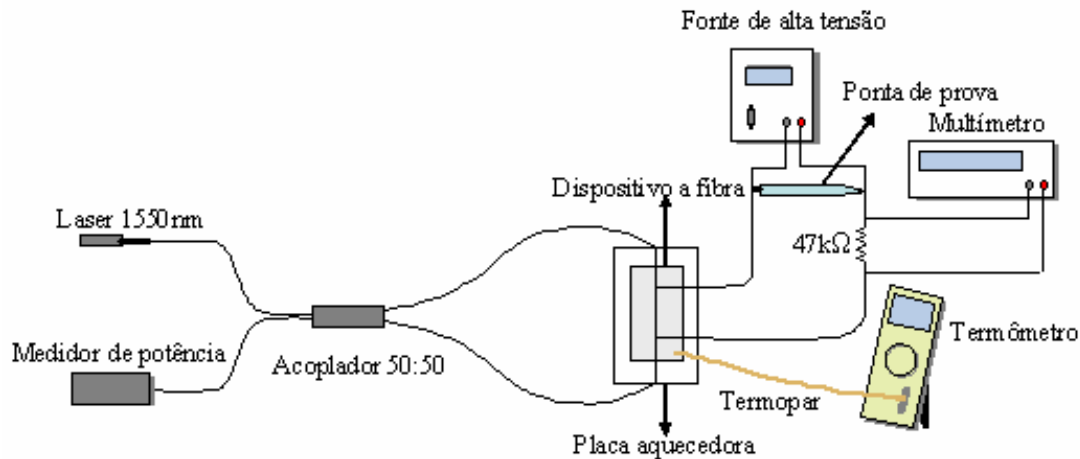 Fonte de alta tensão
Ponta de prova
Multímetro
Dispositivo a fibra
Laser 1550nm
47kΩ
Medidor de potência
Acoplador 50:50
Termômetro
Termopar
Placa aquecedora